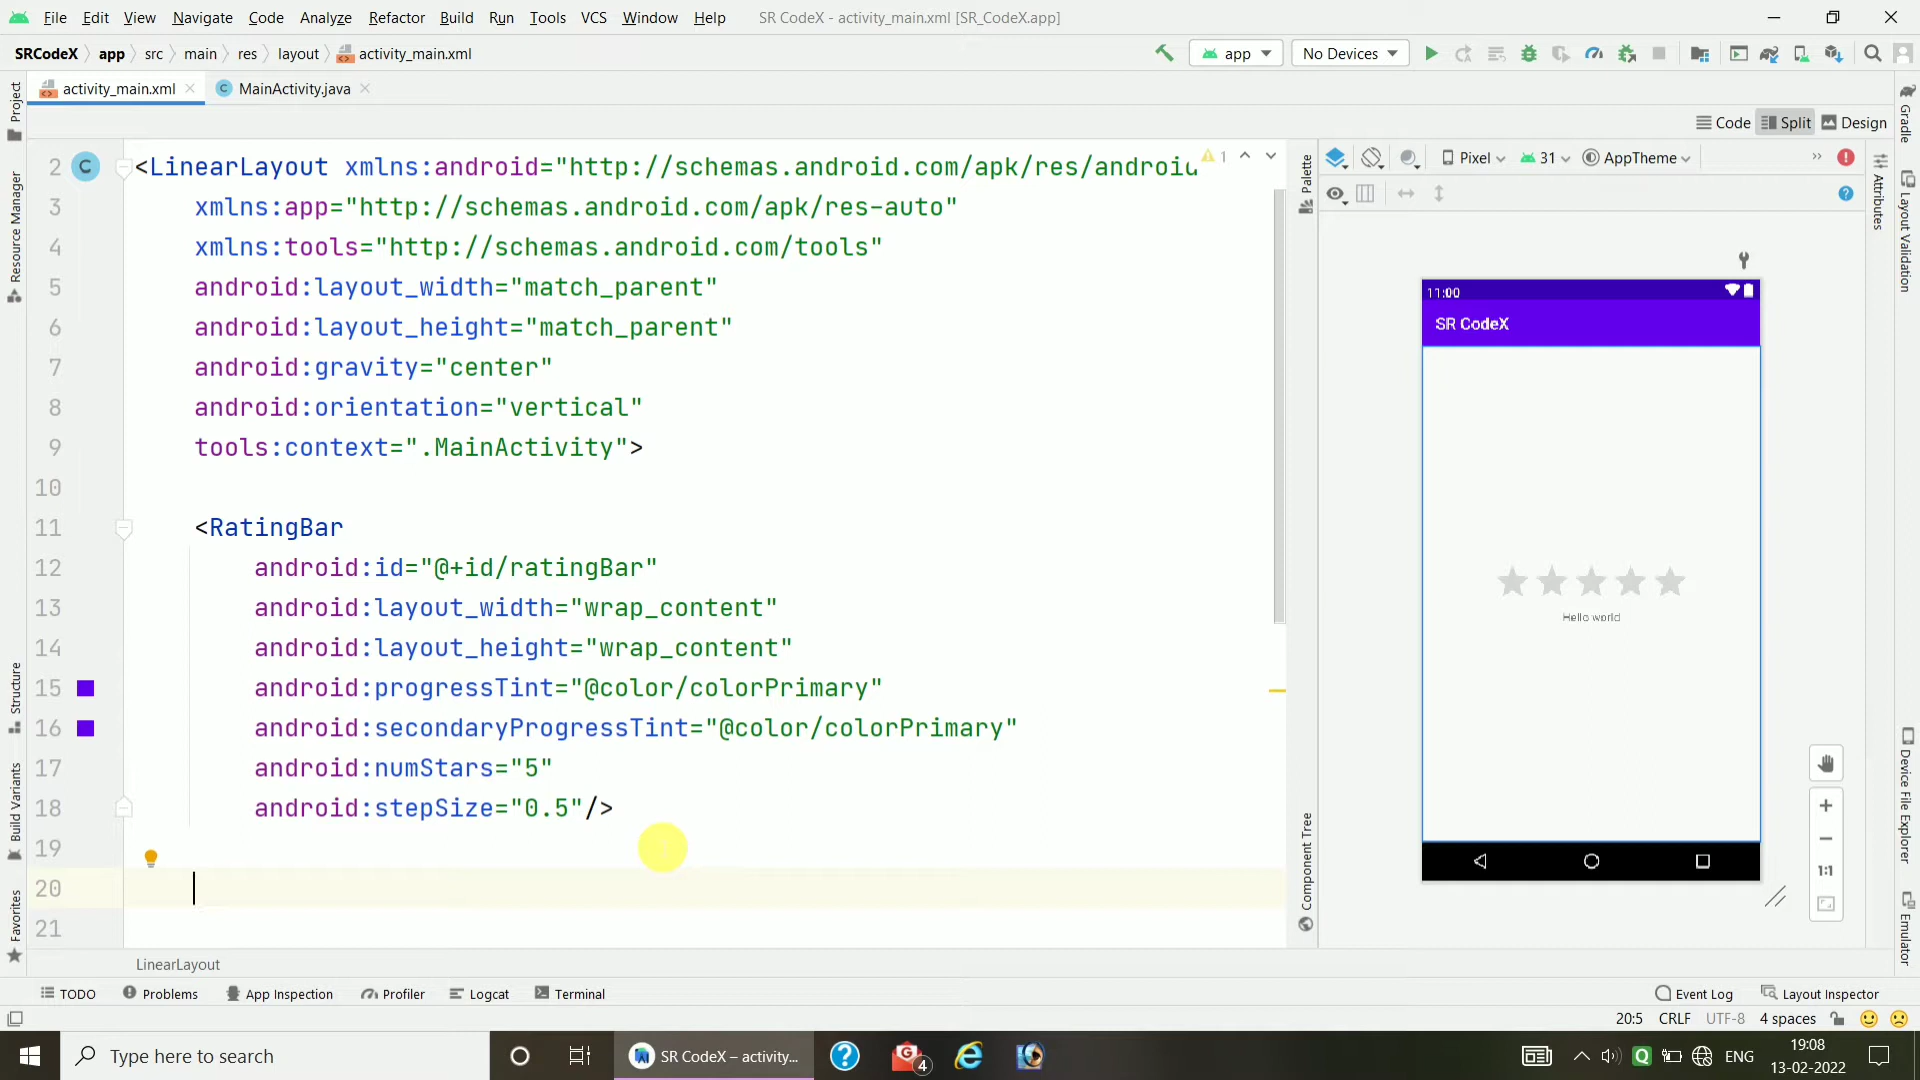 File Edit View Navigate Code Analyze Refactor Build Run Tools VCS Window Help SR CodeX - activity_main.xml [SR_CodeX.app]
SRCodeX app src main res layout activity_main.xml app No Devices
activity_main.xml MainActivity.java
Code Split Design
2 <LinearLayout xmlns:android="http://schemas.android.com/apk/res/android 1
3 xmlns:app="http://schemas.android.com/apk/res-auto"
4 xmlns:tools="http://schemas.android.com/tools"
5 android:layout_width="match_parent"
6 android:layout_height="match_parent"
7 android:gravity="center"
8 android:orientation="vertical"
9 tools:context=".MainActivity">
10
11 <RatingBar
12 android:id="@+id/ratingBar"
13 android:layout_width="wrap_content"
14 android:layout_height="wrap_content"
15 android:progressTint="@color/colorPrimary"
16 android:secondaryProgressTint="@color/colorPrimary"
17 android:numStars="5"
18 android:stepSize="0.5"/>
19
20
21
LinearLayout
Project
Resource Manager
Structure
Build Variants
Favorites
Palette
Component Tree
Pixel 31 AppTheme
11:00
SR CodeX
Hello world
1:1
Gradle
Attributes
Layout Validation
Device File Explorer
Emulator
TODO Problems App Inspection Profiler Logcat Terminal Event Log Layout Inspector
20:5 CRLF UTF-8 4 spaces
Type here to search SR CodeX – activity... 4 ENG 19:08
13-02-2022